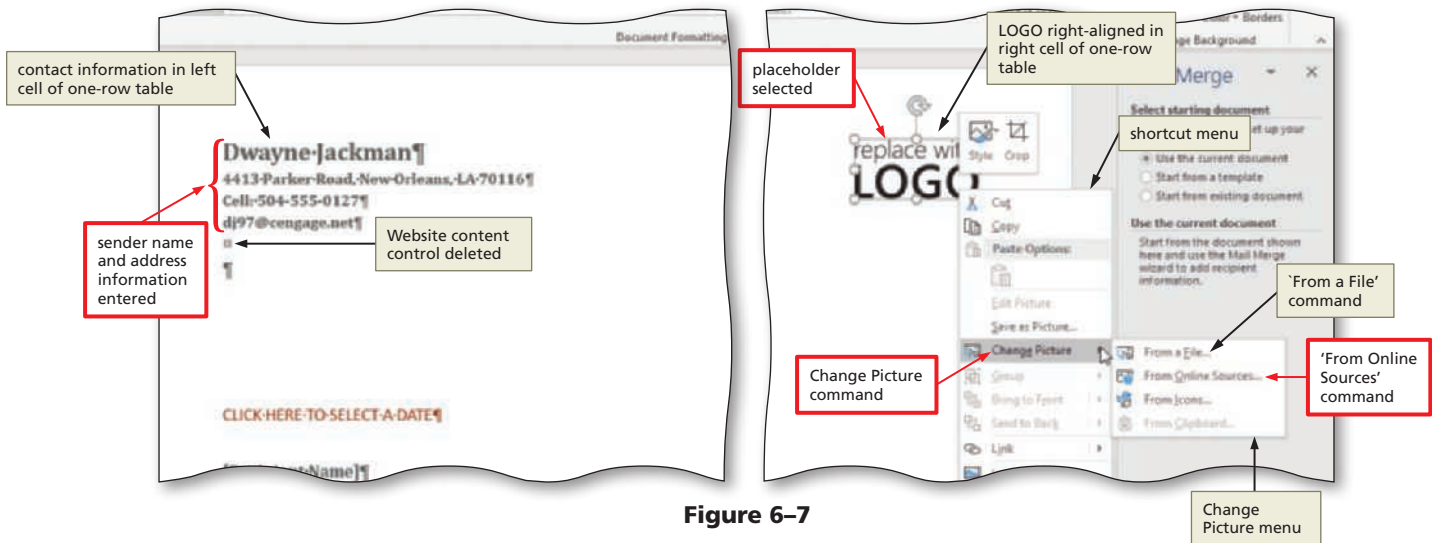 Document Formatting
contact information in left
cell of one-row table
Dwayne·Jackman¶
4413·Parker·Road,·New·Orleans,·LA·70116¶
Cell:·504-555-0127¶
dj97@cengage.net¶
¤
¶
sender name
and address
information
entered
Website content
control deleted
CLICK·HERE·TO·SELECT·A·DATE¶
Name]¶
Borders
Background
LOGO right-aligned in
right cell of one-row
table
placeholder
selected
Merge
Select starting document
et up your
Use the current document
Start from a template
Start from existing document
Use the current document
Start from the document shown
here and use the Mail Merge
wizard to add recipient
information.
shortcut menu
Style Crop
replace wit
LOGO
Cut
Copy
Paste Options:
Edit Picture
Save as Picture...
Change Picture
Group
Bring to Front
Send to Back
Link
From a File...
From Online Sources...
From Icons...
From Clipboard...
Change Picture
command
`From a File’
command
‘From Online
Sources’
command
Change
Picture menu
Figure 6–7